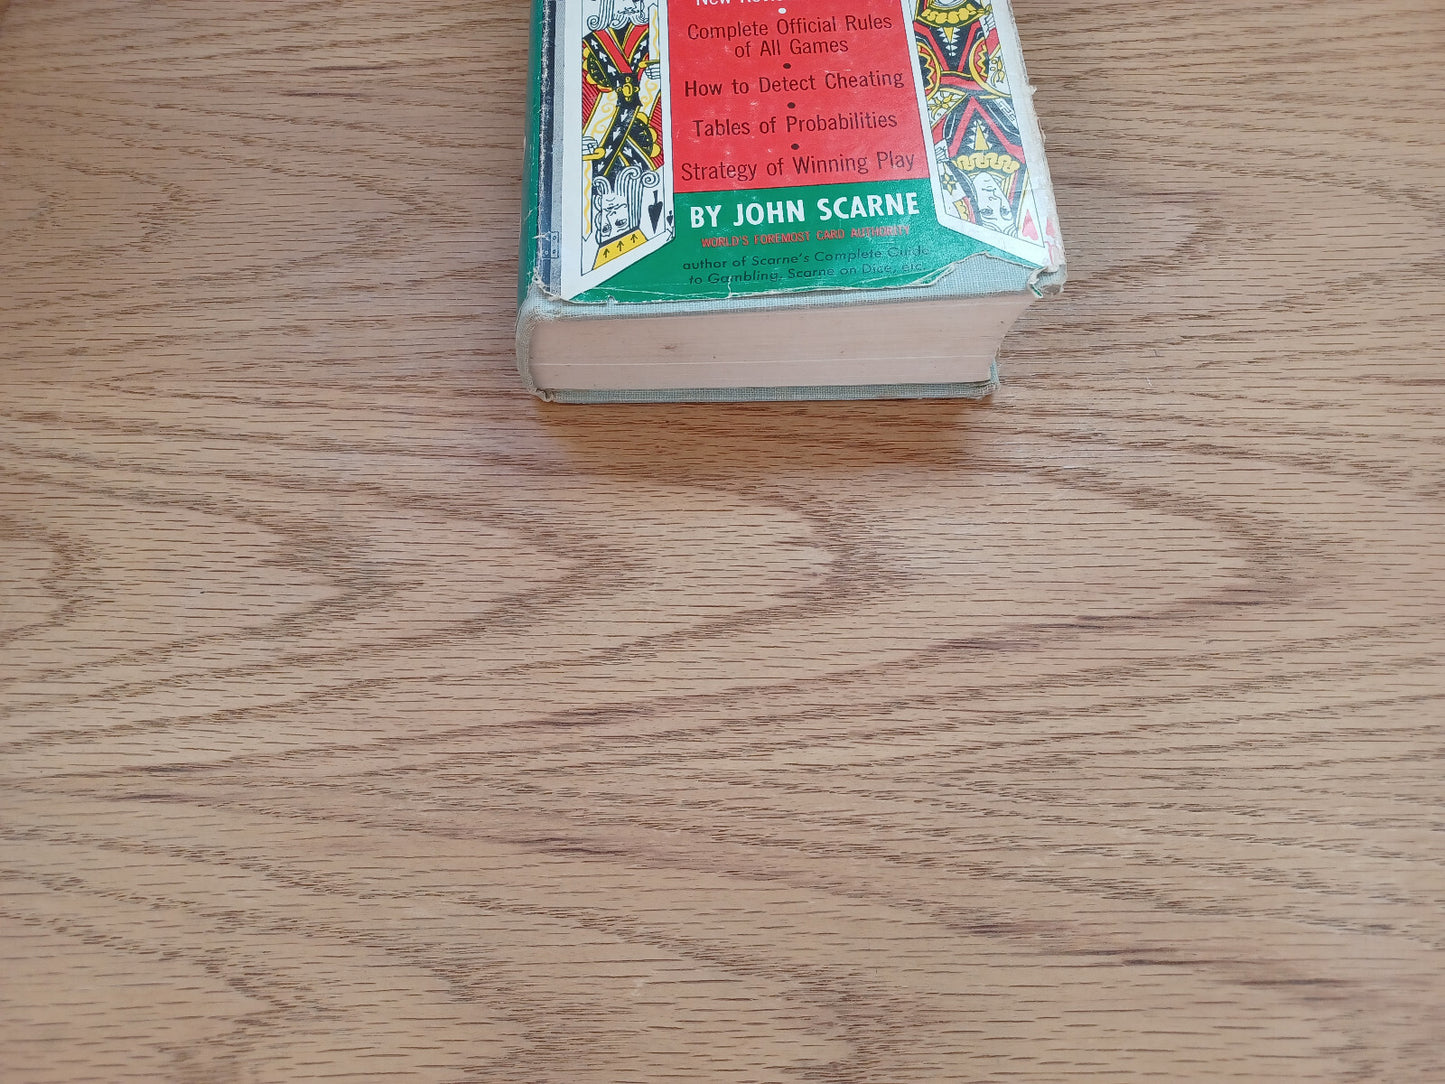 New
Complete Official Rules
of All Games
How to Detect Cheating
Tables of Probabilities
Strategy of Winning Play
BY JOHN SCARNE
WORLD'S FOREMOST CARD AUTHORITY
author of Scarne's Complete Guide
to Gambling, Scarne on Dice, etc.